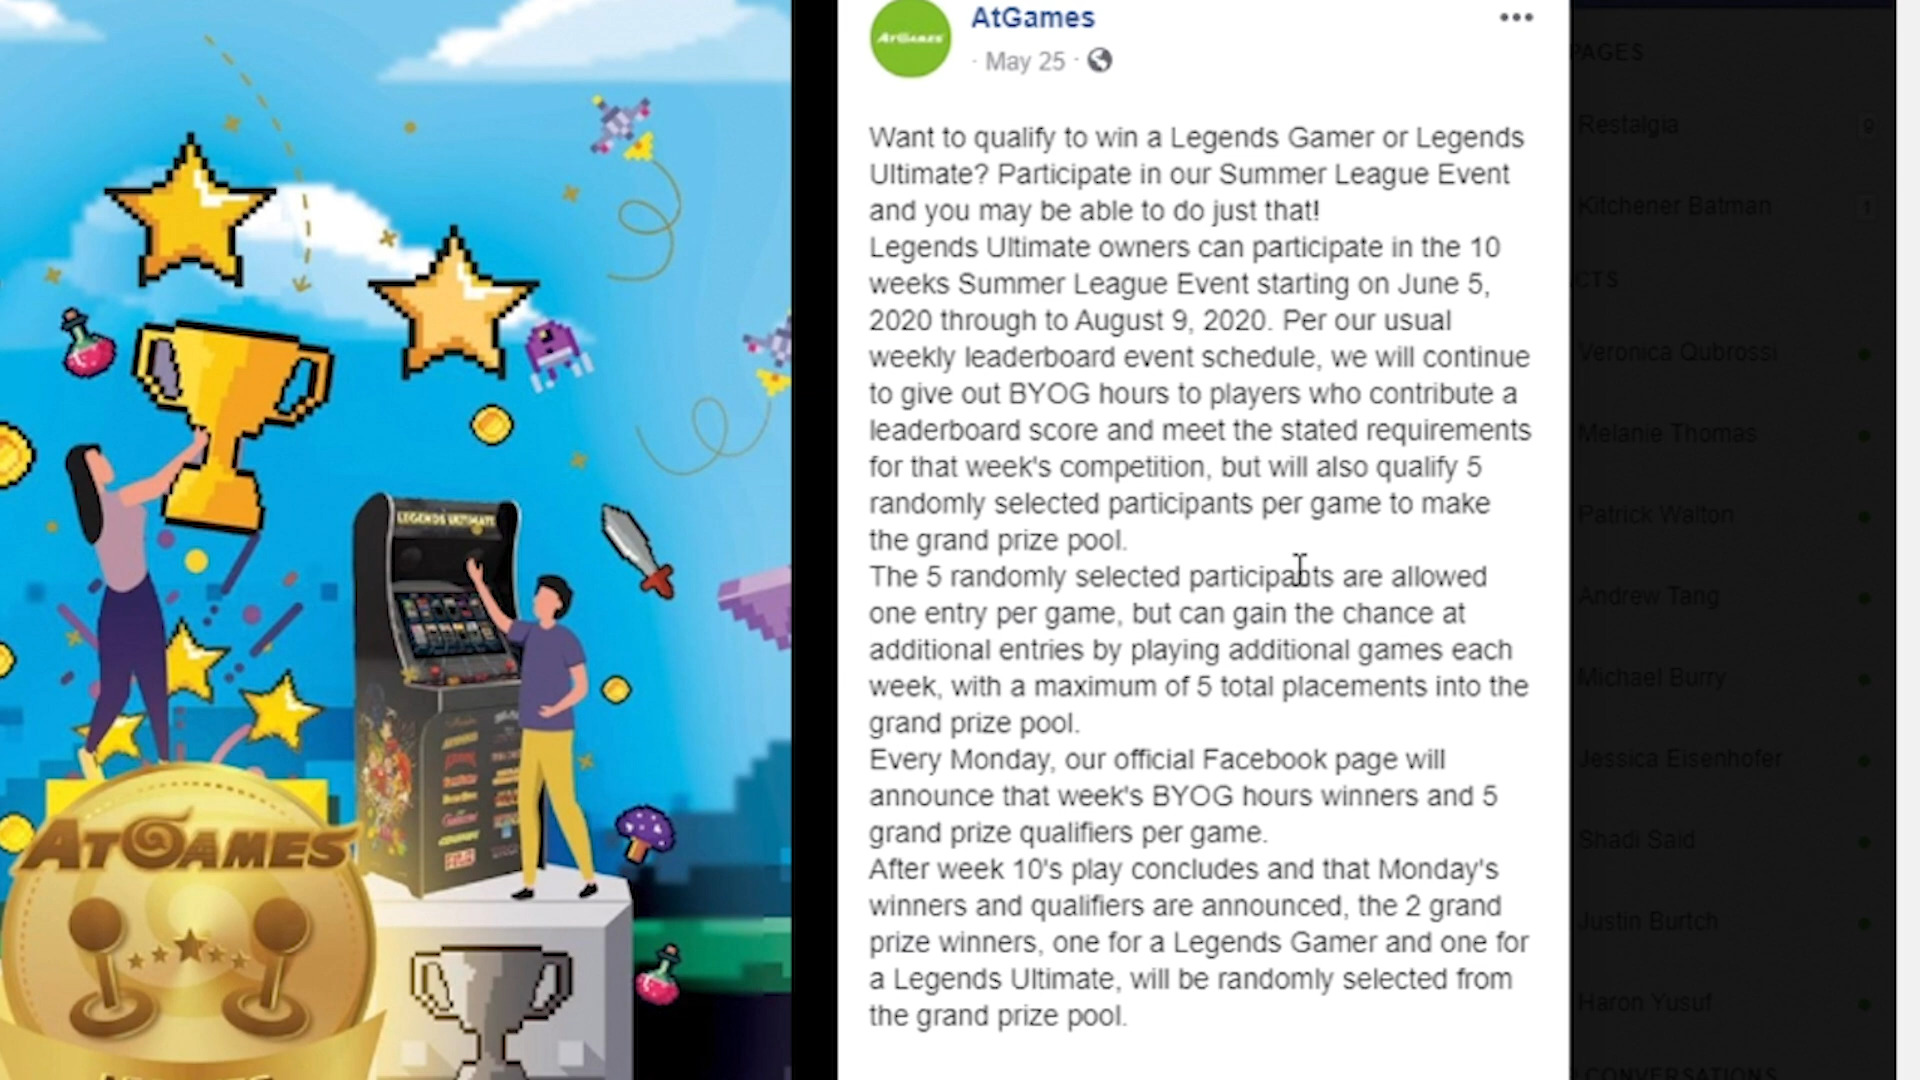 AtGames
AtGames
· May 25 ·
Want to qualify to win a Legends Gamer or Legends
Ultimate? Participate in our Summer League Event
and you may be able to do just that!
Legends Ultimate owners can participate in the 10
weeks Summer League Event starting on June 5,
2020 through to August 9, 2020. Per our usual
weekly leaderboard event schedule, we will continue
to give out BYOG hours to players who contribute a
leaderboard score and meet the stated requirements
for that week's competition, but will also qualify 5
randomly selected participants per game to make
the grand prize pool.
The 5 randomly selected participants are allowed
one entry per game, but can gain the chance at
additional entries by playing additional games each
week, with a maximum of 5 total placements into the
grand prize pool.
Every Monday, our official Facebook page will
announce that week's BYOG hours winners and 5
grand prize qualifiers per game.
After week 10's play concludes and that Monday's
winners and qualifiers are announced, the 2 grand
prize winners, one for a Legends Gamer and one for
a Legends Ultimate, will be randomly selected from
the grand prize pool.
LEGENDS ULTIMATE
ATGAMES
PAGES
Restalgia 9
Kitchener Batman 1
CTS
Veronica Qubrossi
Melanie Thomas
Patrick Walton
Andrew Tang
Michael Burry
Jessica Eisenhofer
Shadi Said
Justin Burtch
Haron Yusuf
CONVERSATIONS